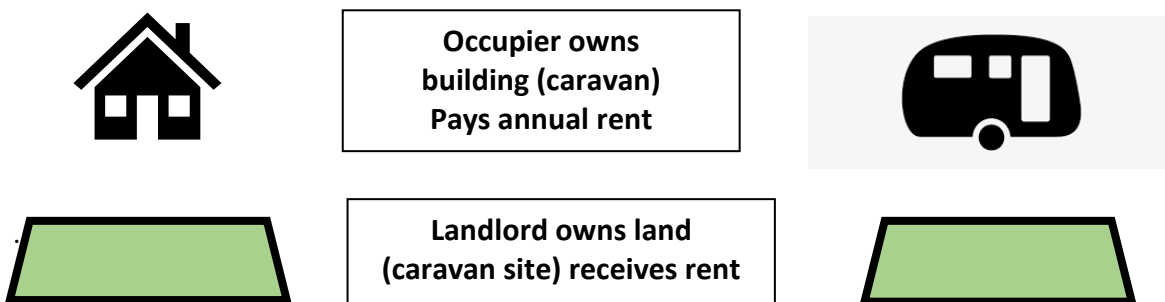 Occupier owns
building (caravan)
Pays annual rent
Landlord owns land
(caravan site) receives rent